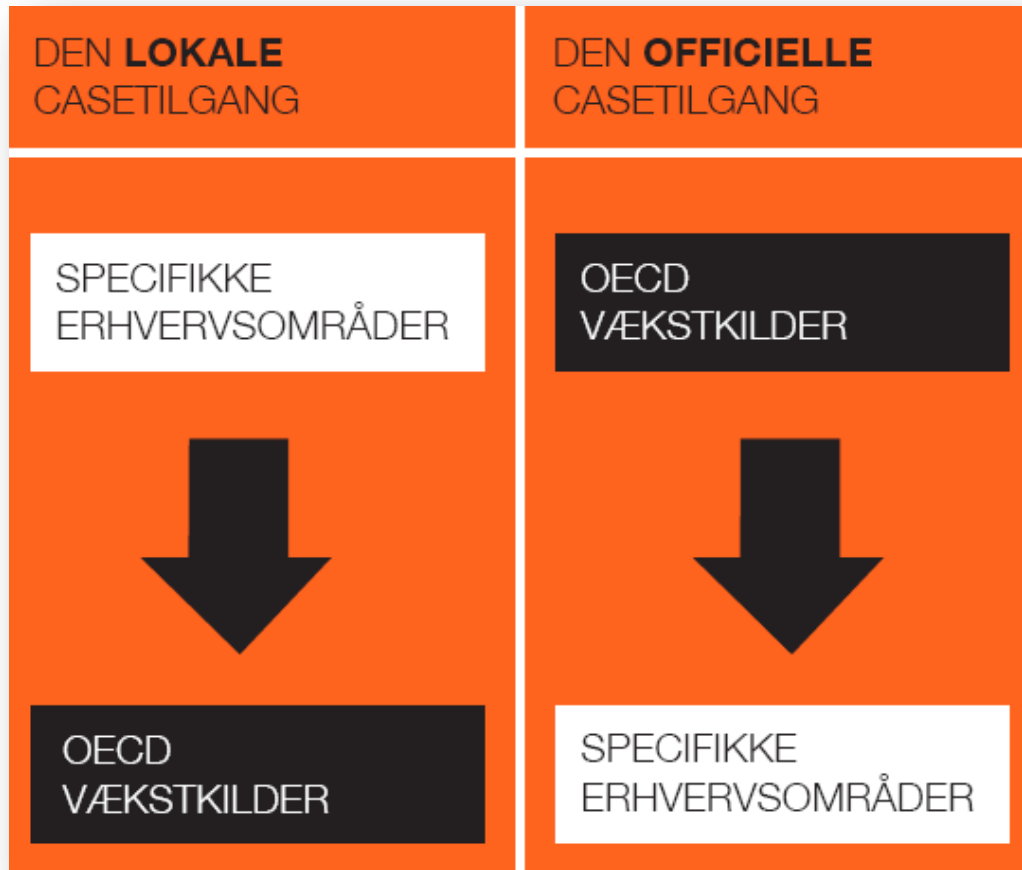 DEN LOKALE
CASETILGANG
SPECIFIKKE
ERHVERVSOMRÅDER
OECD
VÆKSTKILDER
DEN OFFICIELLE
CASETILGANG
OECD
VÆKSTKILDER
SPECIFIKKE
ERHVERVSOMRÅDER